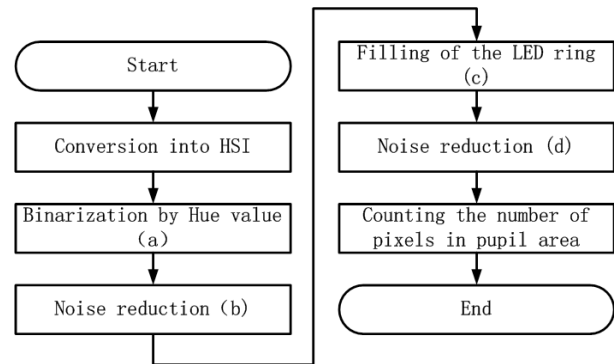 Start
Conversion into HSI
Binarization by Hue value
(a)
Noise reduction (b)
Filling of the LED ring
(c)
Noise reduction (d)
Counting the number of
pixels in pupil area
End